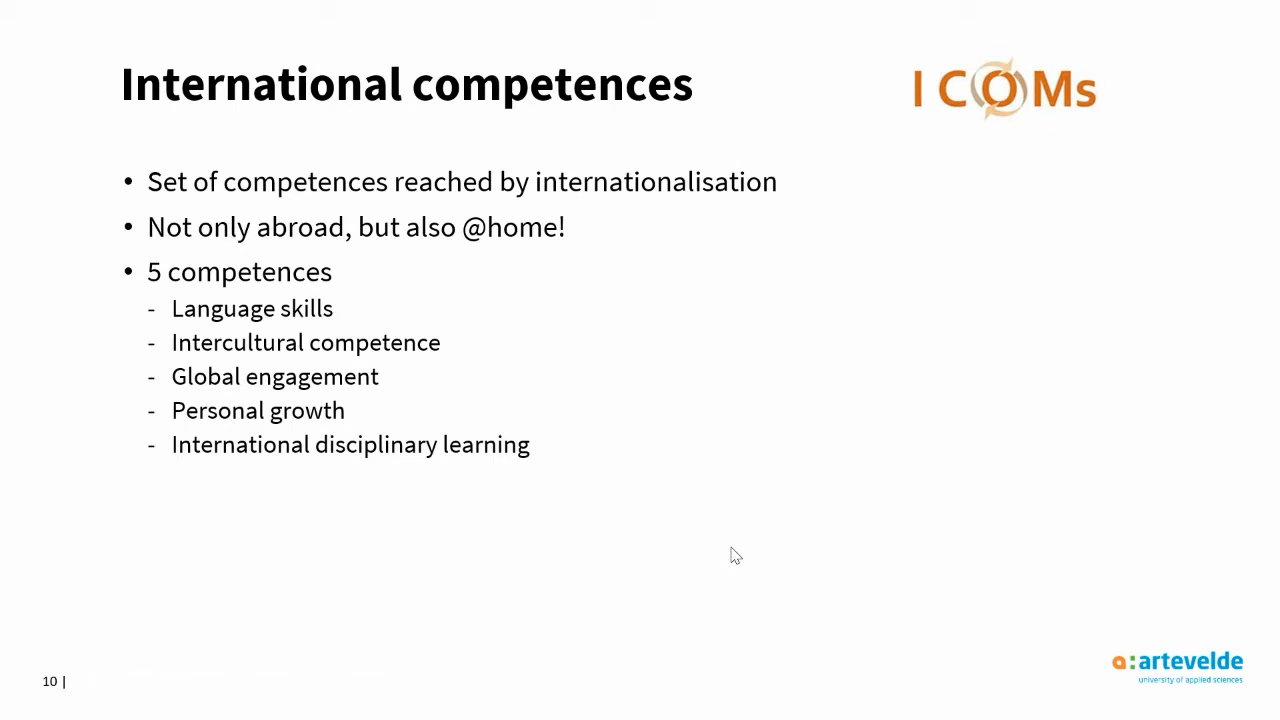 International competences
I COMs
• Set of competences reached by internationalisation
• Not only abroad, but also @home!
• 5 competences
- Language skills
- Intercultural competence
- Global engagement
- Personal growth
- International disciplinary learning
10 |
a:artevelde
university of applied sciences